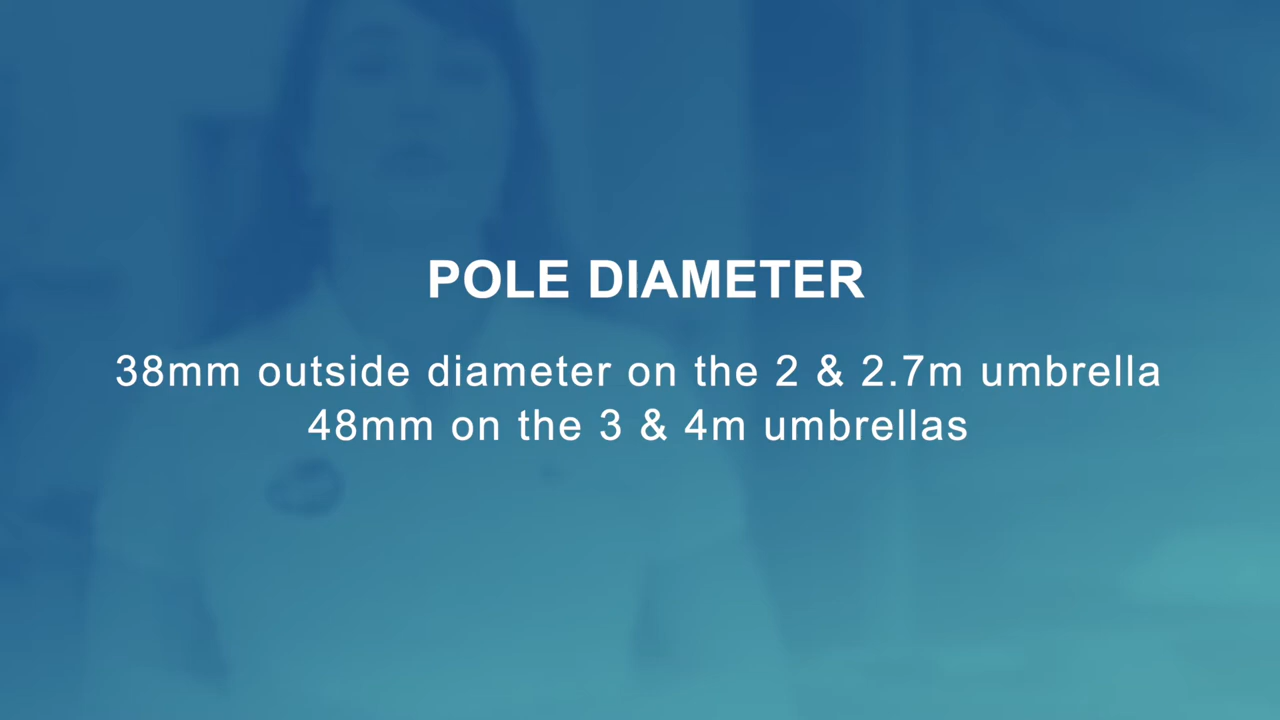 POLE DIAMETER
38mm outside diameter on the 2 & 2.7m umbrella
48mm on the 3 & 4m umbrellas